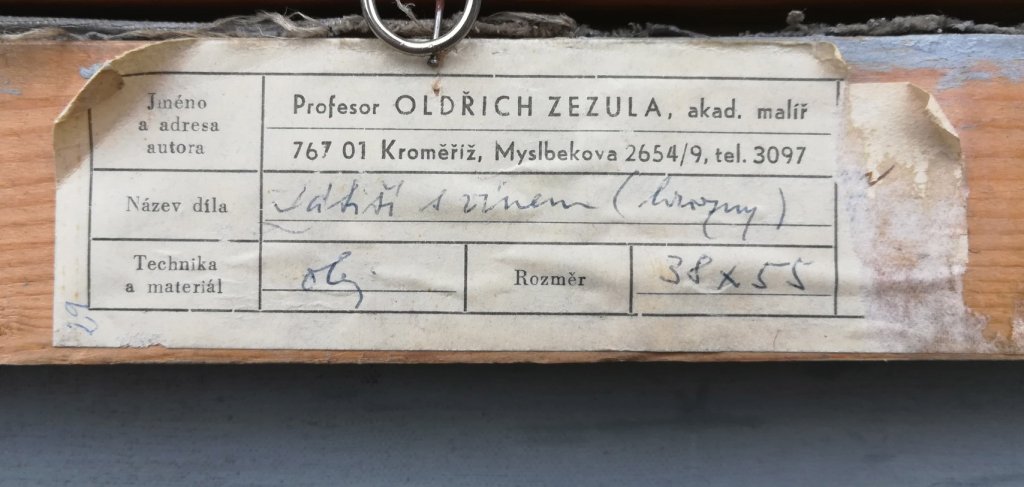 Jméno
a adresa
autora
Profesor OLDŘICH ZEZULA, akad. malíř
767 01 Kroměříž, Myslbekova 2654/9, tel. 3097
Název díla
Zátiší s vínem (hrozny)
Technika
a materiál
olej
Rozměr
38 x 55
29